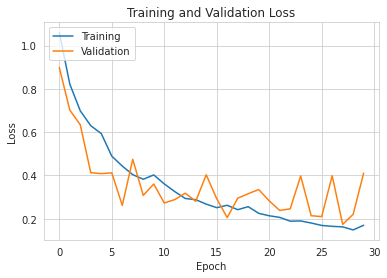 Training and Validation Loss
Training
Validation
Loss
1.0
0.8
0.6
0.4
0.2
0 5 10 15 20 25 30
Epoch